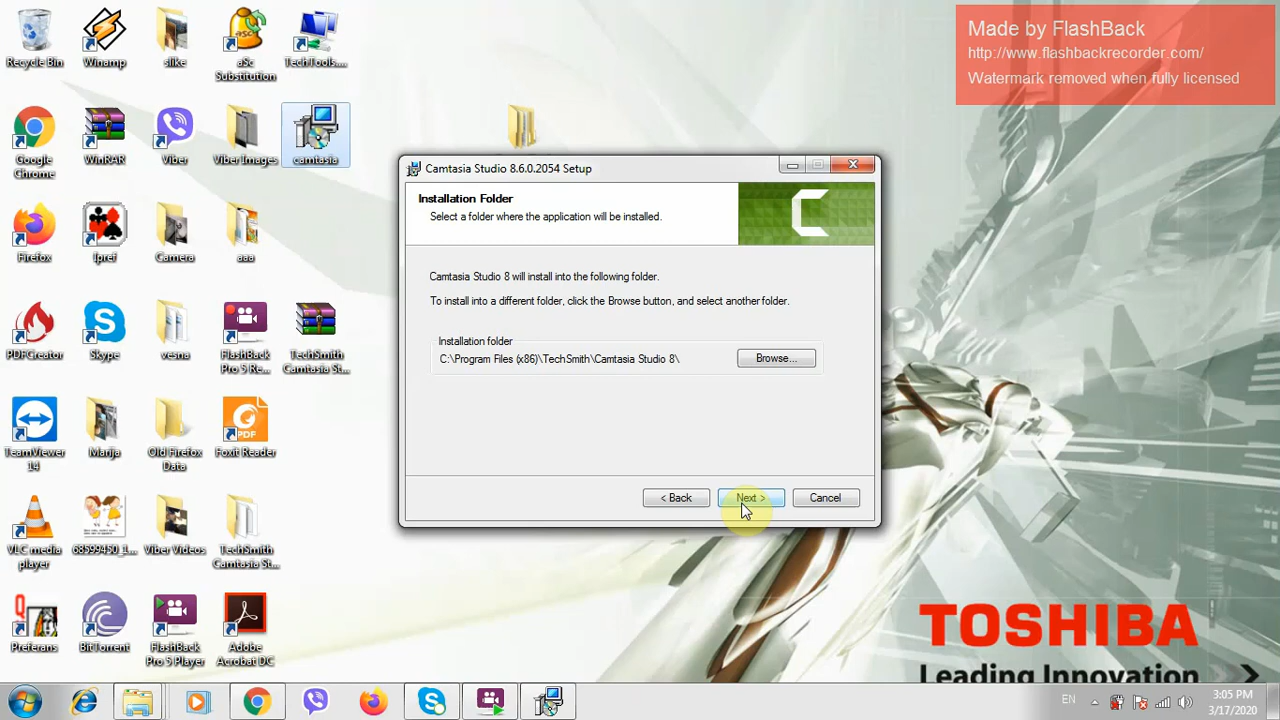 Recycle Bin
Winamp
slike
aSc
Substitution
TechTools....
Google
Chrome
WinRAR
Viber
Viber Images
camtasia
Firefox
Ipref
Camera
aaa
PDFCreator
Skype
vesna
FlashBack
Pro 5 Re...
TechSmith
Camtasia St...
TeamViewer
14
Marija
Old Firefox
Data
Foxit Reader
VLC media
player
68599450_1...
Viber Videos
TechSmith
Camtasia St...
Preferans
BitTorrent
FlashBack
Pro 5 Player
Adobe
Acrobat DC
Made by FlashBack
http://www.flashbackrecorder.com/
Watermark removed when fully licensed
Camtasia Studio 8.6.0.2054 Setup
Installation Folder
Select a folder where the application will be installed.
Camtasia Studio 8 will install into the following folder.
To install into a different folder, click the Browse button, and select another folder.
Installation folder
C:\Program Files (x86)\TechSmith\Camtasia Studio 8\
Browse...
< Back
Next >
Cancel
TOSHIBA
Leading Innovation
EN
3:05 PM
3/17/2020